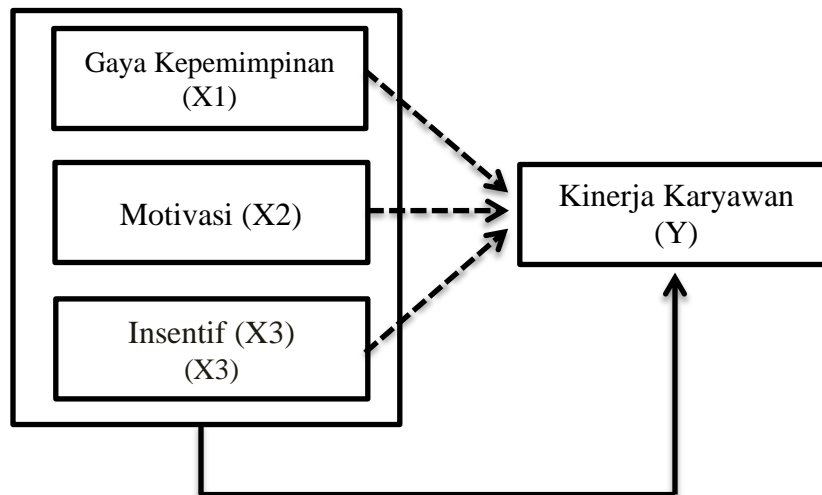 Gaya Kepemimpinan
(X1)
Motivasi (X2)
Insentif (X3)
(X3)
Kinerja Karyawan
(Y)